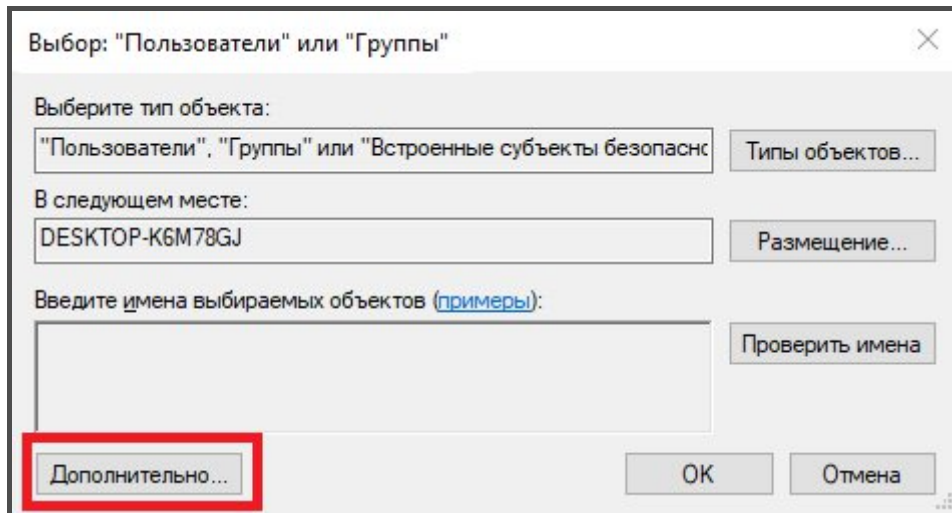 Выбор: "Пользователи" или "Группы"
Выберите тип объекта:
"Пользователи", "Группы" или "Встроенные субъекты безопасно
Типы объектов...
В следующем месте:
DESKTOP-K6M78GJ
Размещение...
Введите имена выбираемых объектов (примеры):
Проверить имена
Дополнительно...
ОК
Отмена